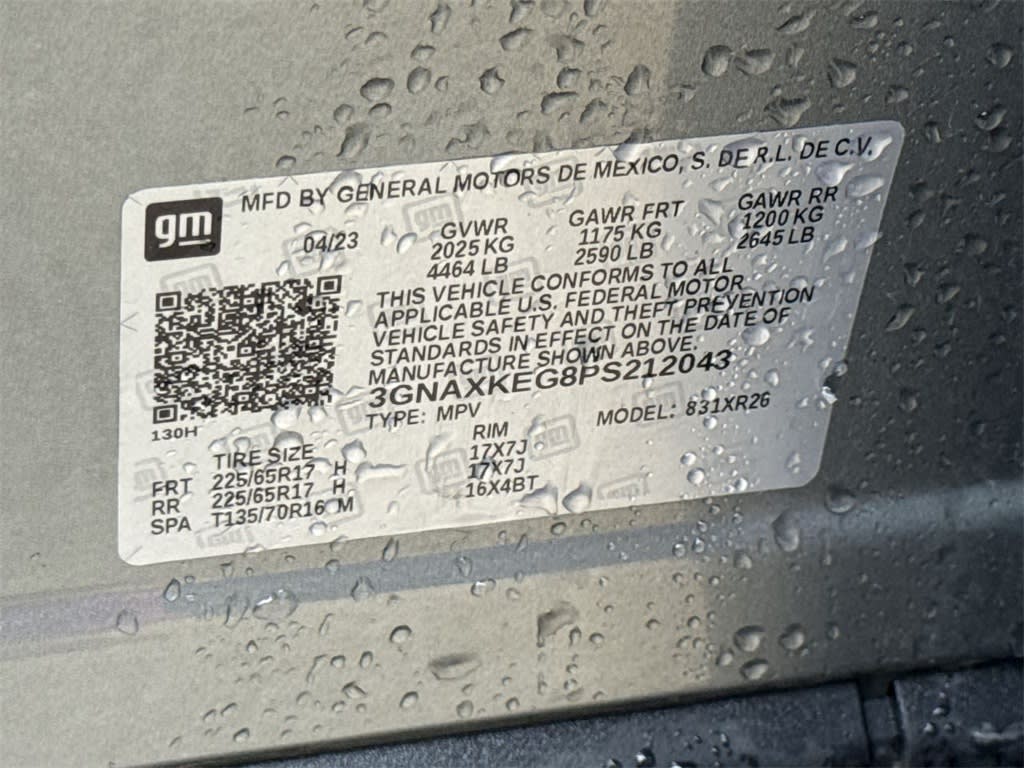 gm
MFD BY GENERAL MOTORS DE MEXICO, S. DE R.L. DE C.V.
04/23
GVWR GAWR FRT GAWR RR
2025 KG 1175 KG 1200 KG
4464 LB 2590 LB 2645 LB
THIS VEHICLE CONFORMS TO ALL
APPLICABLE U.S. FEDERAL MOTOR
VEHICLE SAFETY AND THEFT PREVENTION
STANDARDS IN EFFECT ON THE DATE OF
MANUFACTURE SHOWN ABOVE.
3GNAXKEG8PS212043
TYPE: MPV MODEL: 831XR26
130H
TIRE SIZE RIM
FRT 225/65R17 H 17X7J
RR 225/65R17 H 17X7J
SPA T135/70R16 M 16X4BT